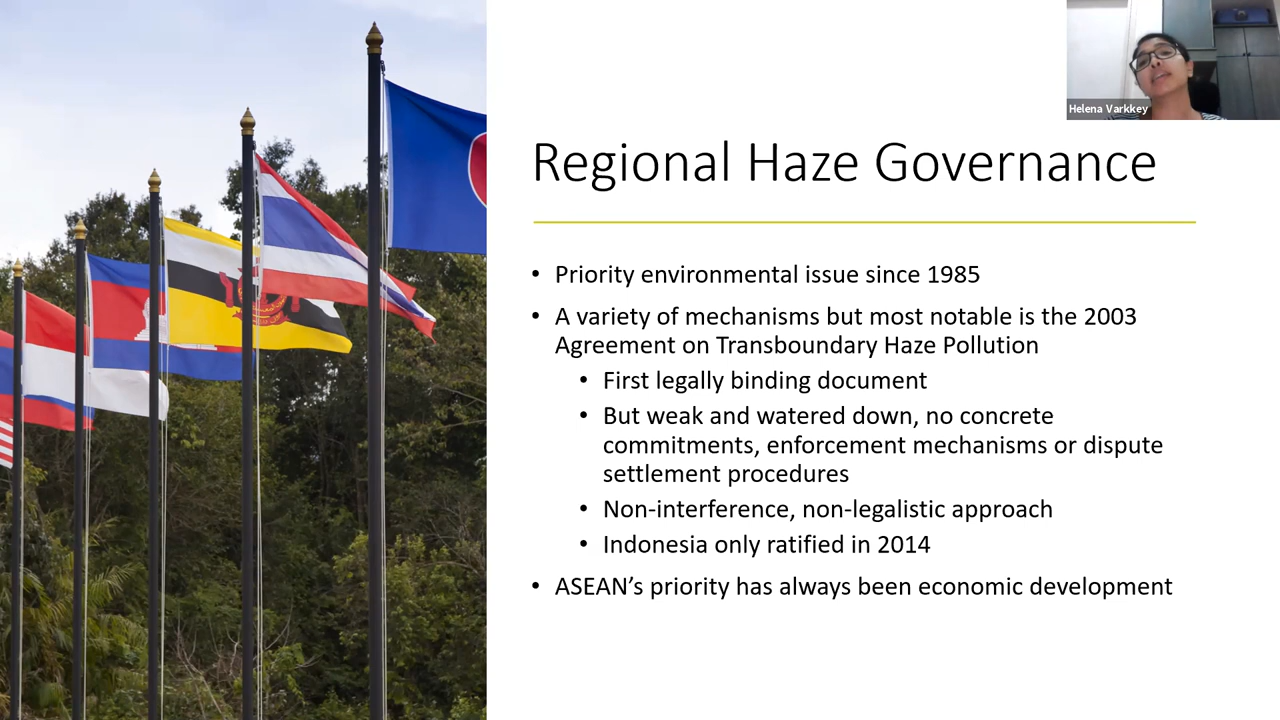 Helena Varkkey
Regional Haze Governance
• Priority environmental issue since 1985
• A variety of mechanisms but most notable is the 2003
Agreement on Transboundary Haze Pollution
• First legally binding document
• But weak and watered down, no concrete
commitments, enforcement mechanisms or dispute
settlement procedures
• Non-interference, non-legalistic approach
• Indonesia only ratified in 2014
• ASEAN’s priority has always been economic development